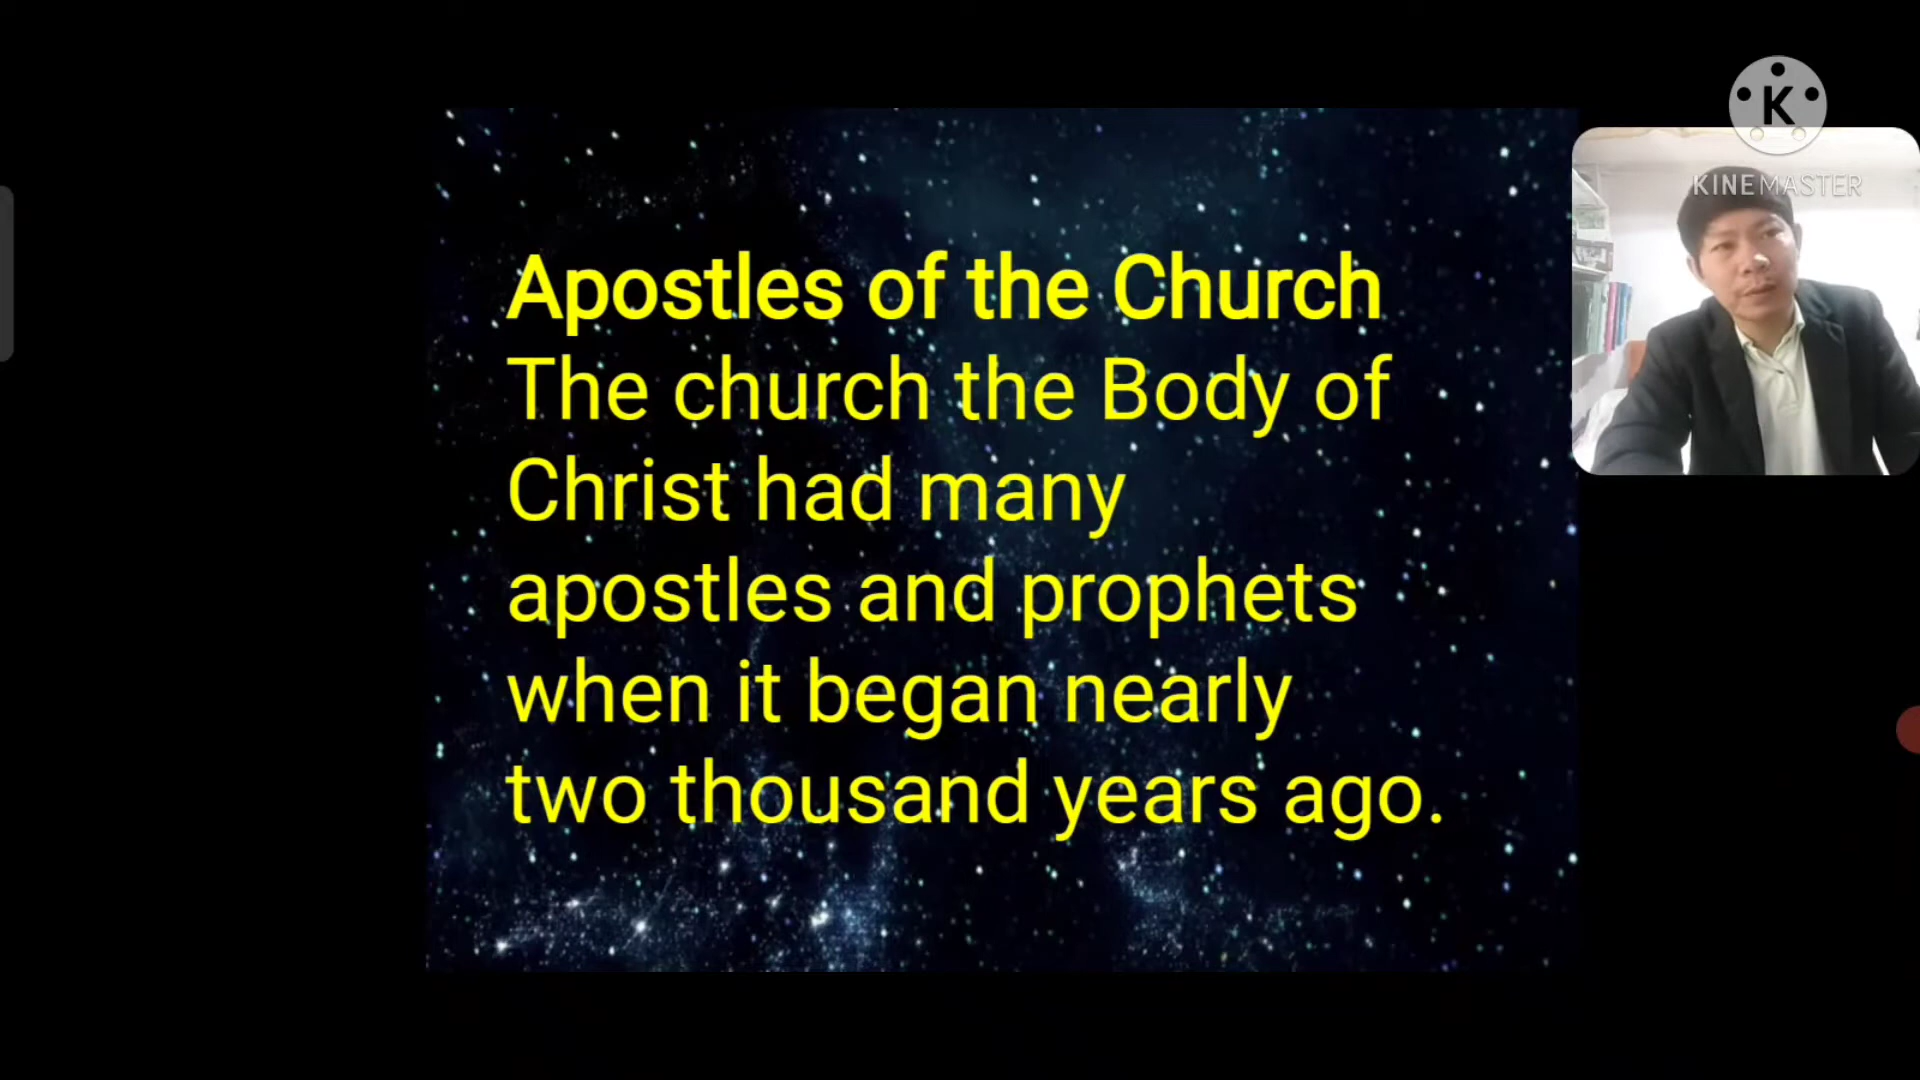 K
KINEMASTER
Apostles of the Church
The church the Body of
Christ had many
apostles and prophets
when it began nearly
two thousand years ago.